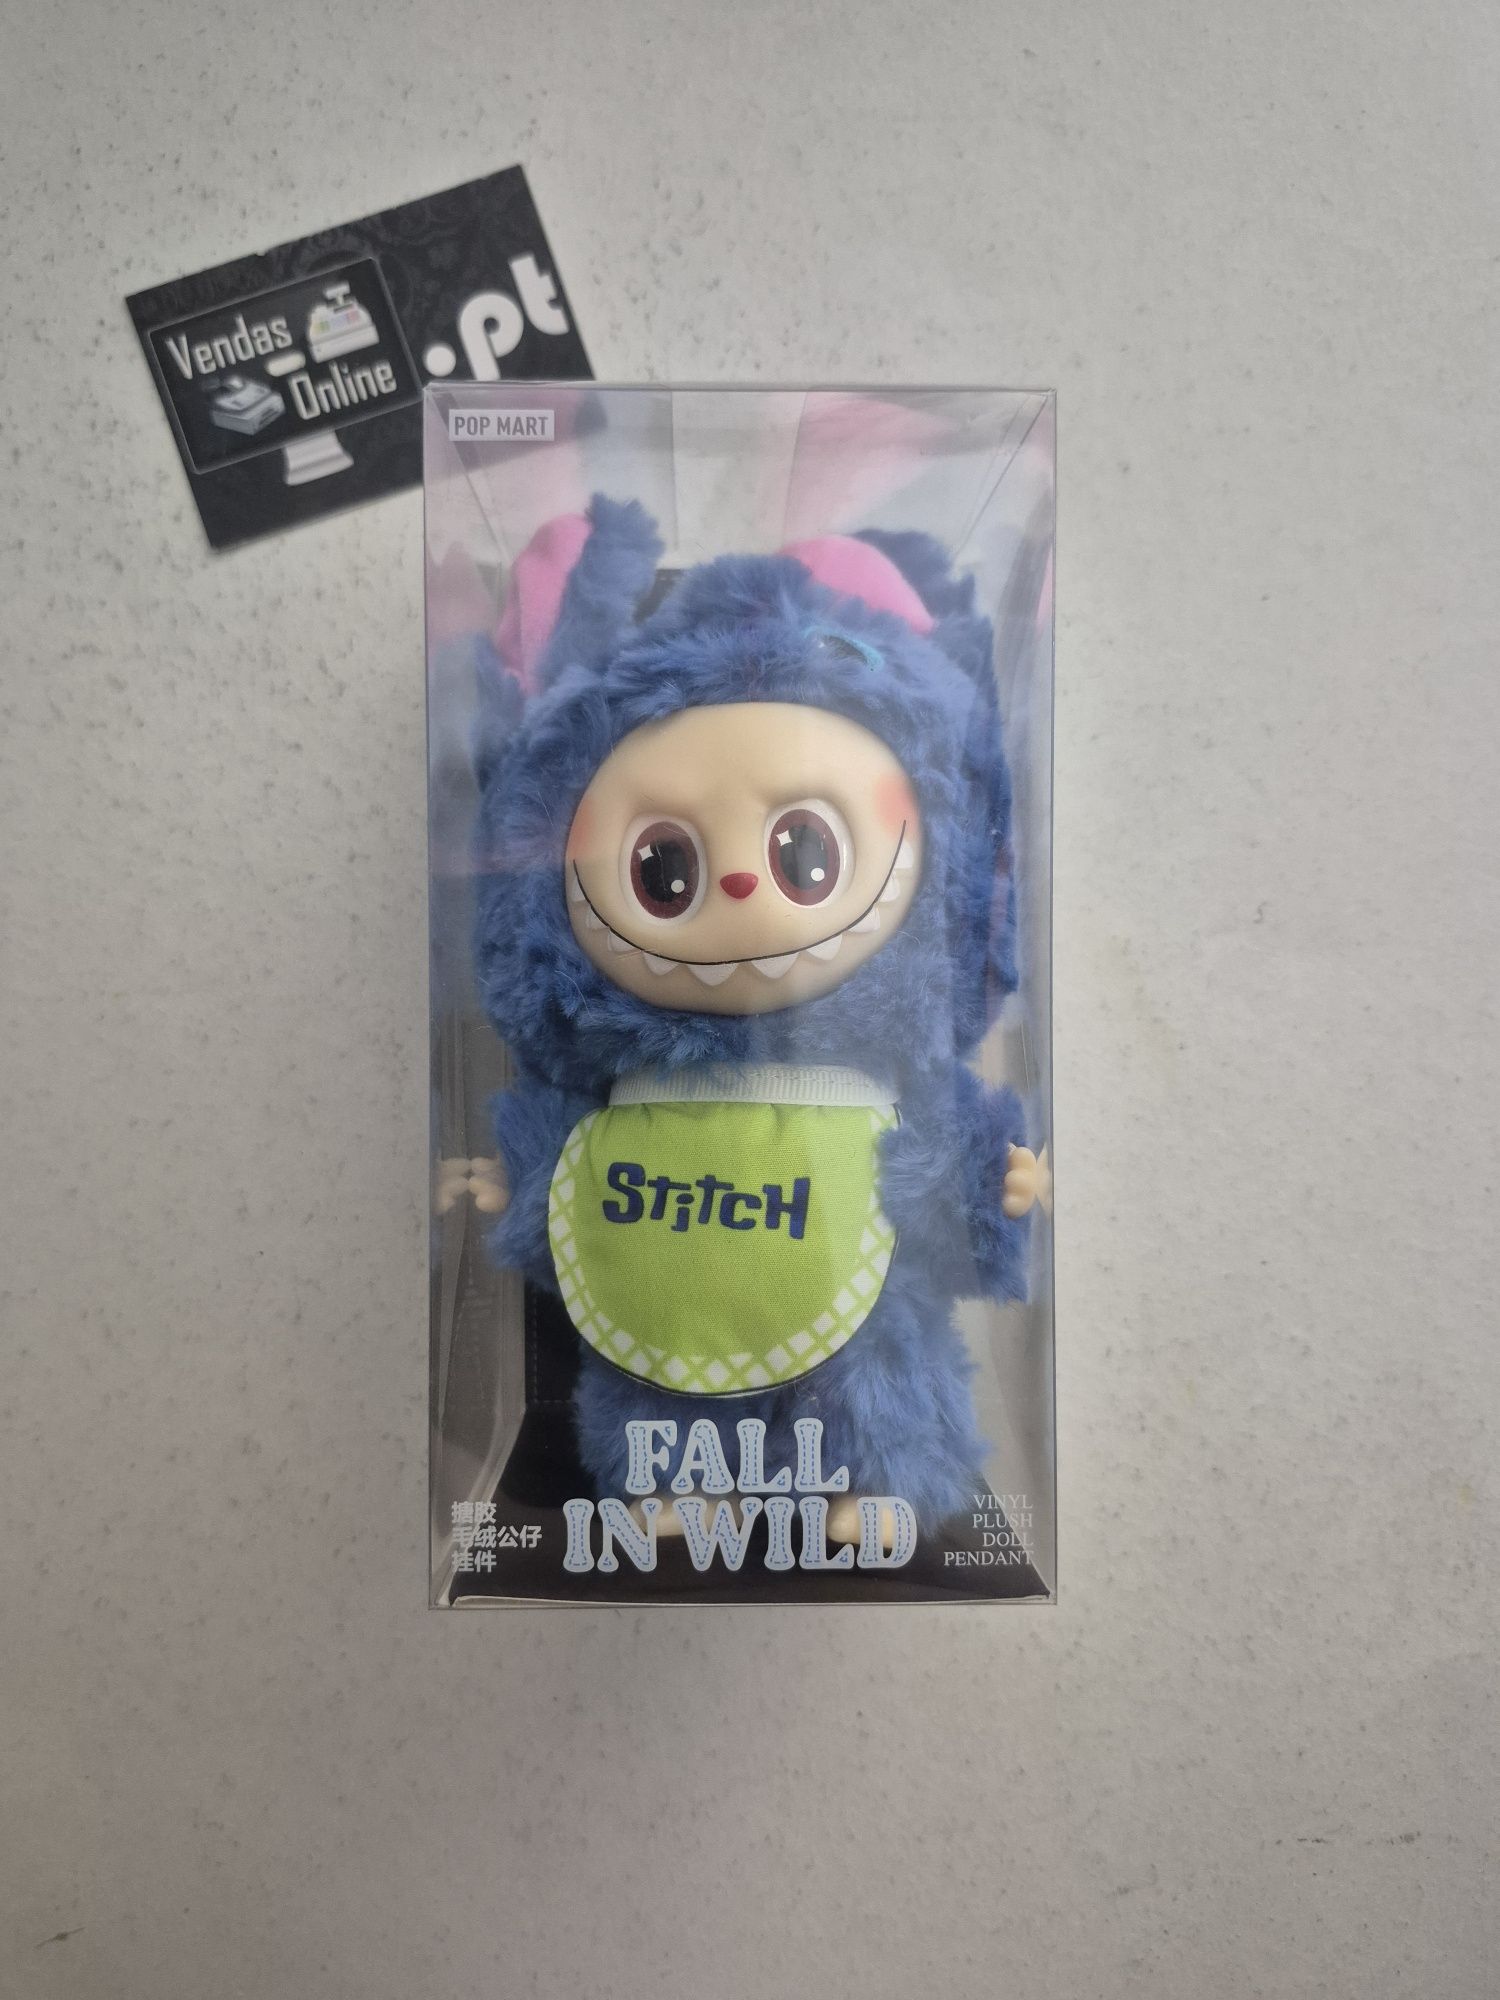 Vendas
Online
.pt
POP MART
Stitch
FALL
IN WILD
搪胶
毛绒公仔
挂件
VINYL
PLUSH
DOLL
PENDANT